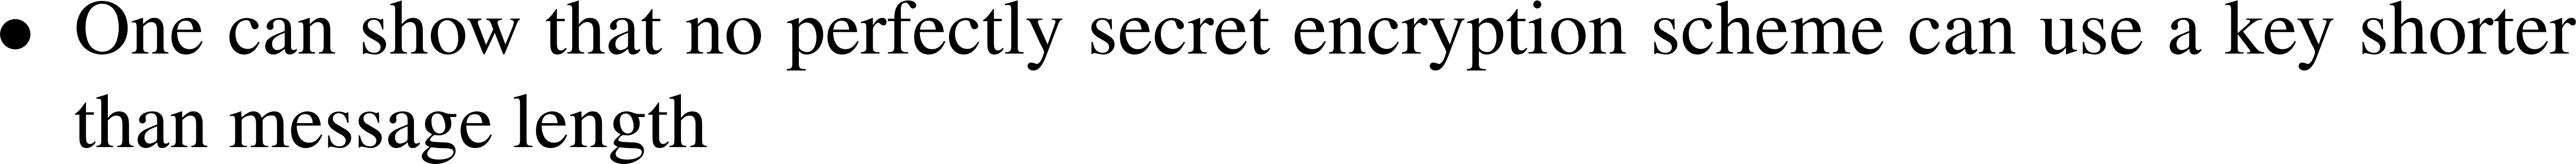 • One can show that no perfectly secret encryption scheme can use a key shorter
than message length